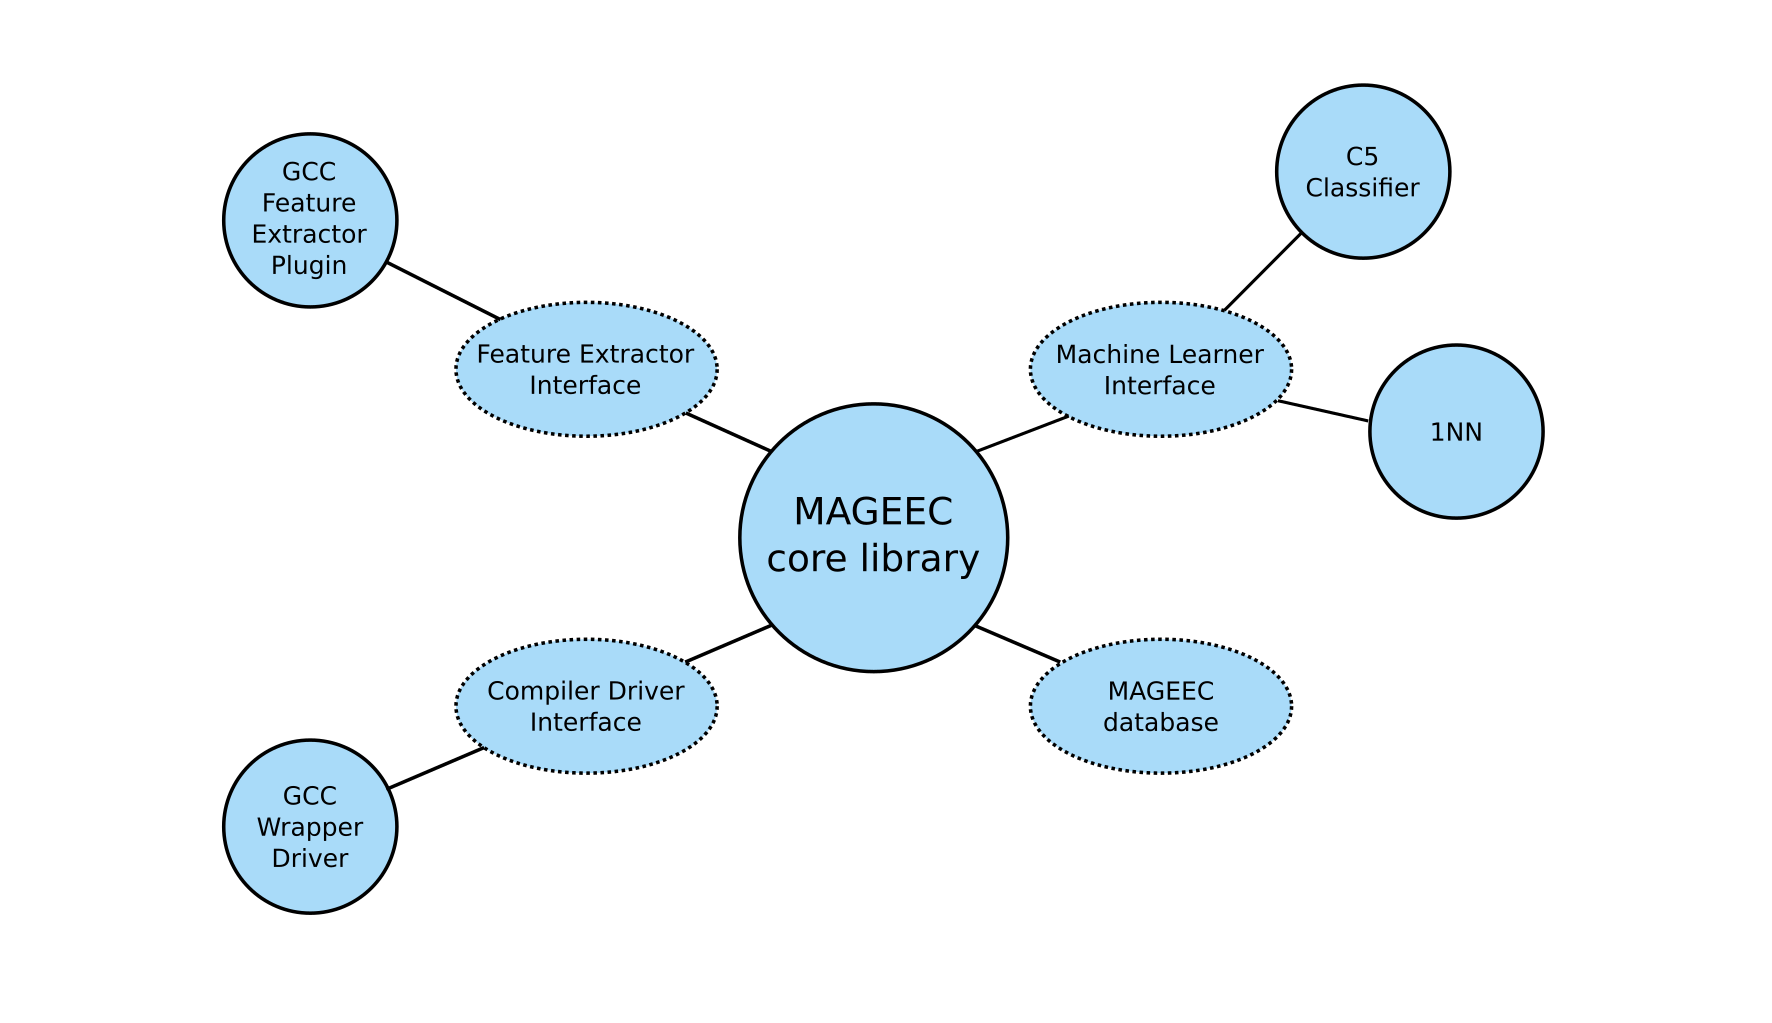 GCC
Feature
Extractor
Plugin
C5
Classifier
Feature Extractor
Interface
Machine Learner
Interface
1NN
MAGEEC
core library
Compiler Driver
Interface
MAGEEC
database
GCC
Wrapper
Driver